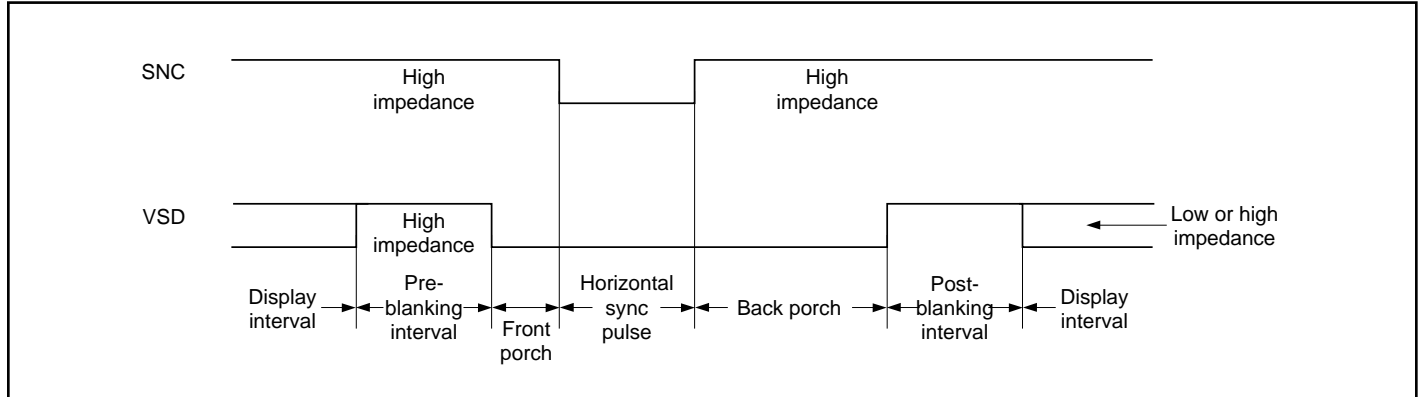 SNC
High
impedance
High
impedance
VSD
High
impedance
Low or high
impedance
Display
interval
Pre-
blanking
interval
Front
porch
Horizontal
sync
pulse
Back porch
Post-
blanking
interval
Display
interval